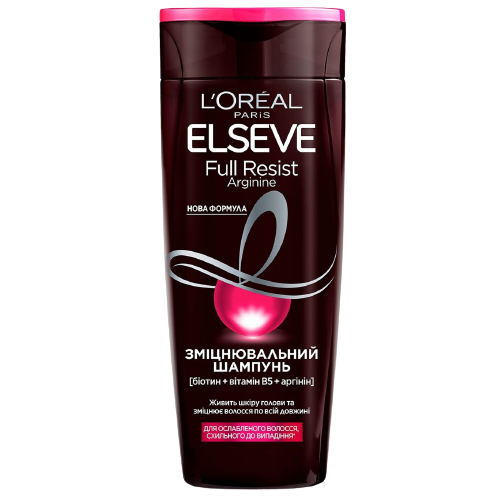 L'ORÉAL
PARIS
ELSEVE
Full Resist
Arginine
НОВА ФОРМУЛА
ЗМІЦНЮВАЛЬНИЙ
ШАМПУНЬ
[біотин + вітамін B5 + аргінін]
Живить шкіру голови та
зміцнює волосся по всій довжині
ДЛЯ ОСЛАБЛЕНОГО ВОЛОССЯ,
СХИЛЬНОГО ДО ВИПАДІННЯ*